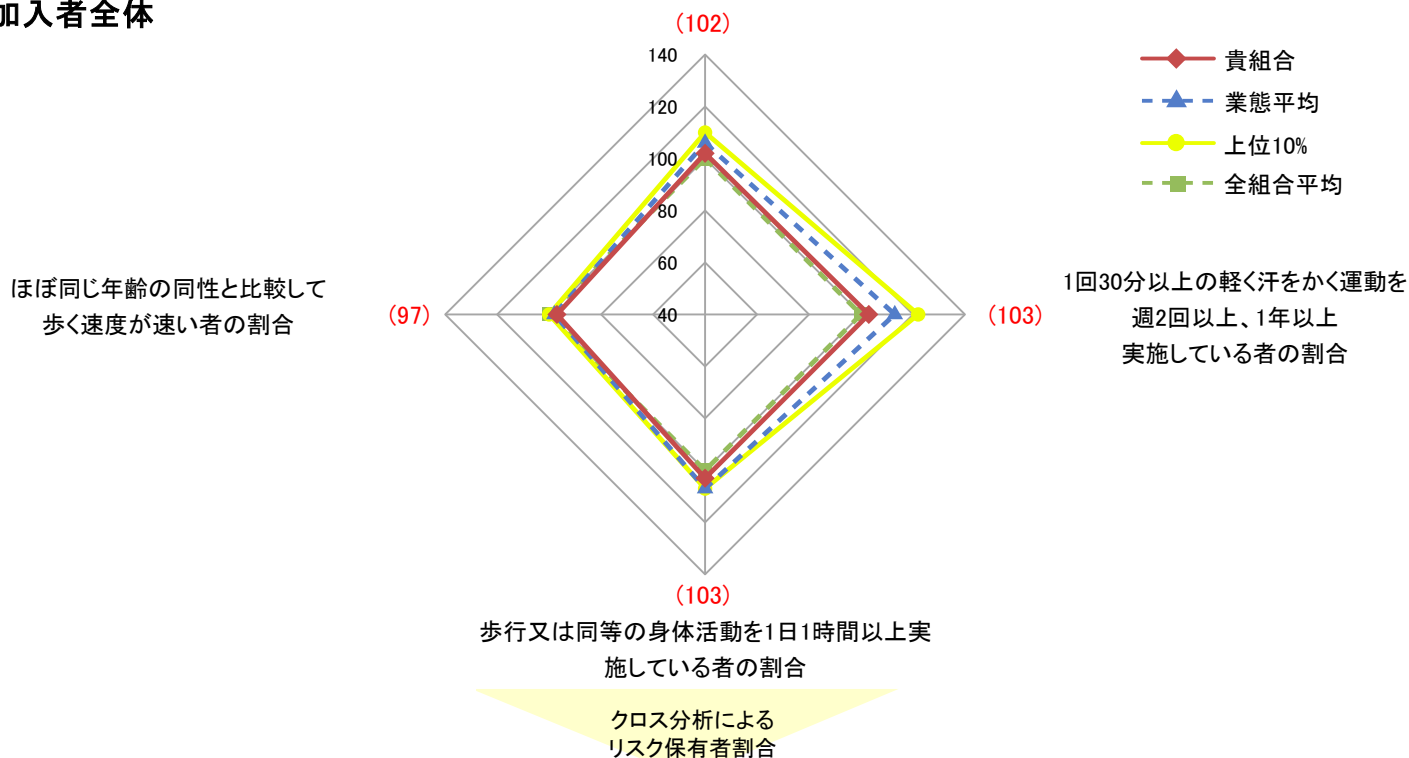 加入者全体
(102)
140
120
100
80
60
40
貴組合
業態平均
上位10%
全組合平均
ほぼ同じ年齢の同性と比較して
歩く速度が速い者の割合
(97)
(103)
1回30分以上の軽く汗をかく運動を
週2回以上、1年以上
実施している者の割合
(103)
歩行又は同等の身体活動を1日1時間以上実
施している者の割合
クロス分析による
リスク保有者割合